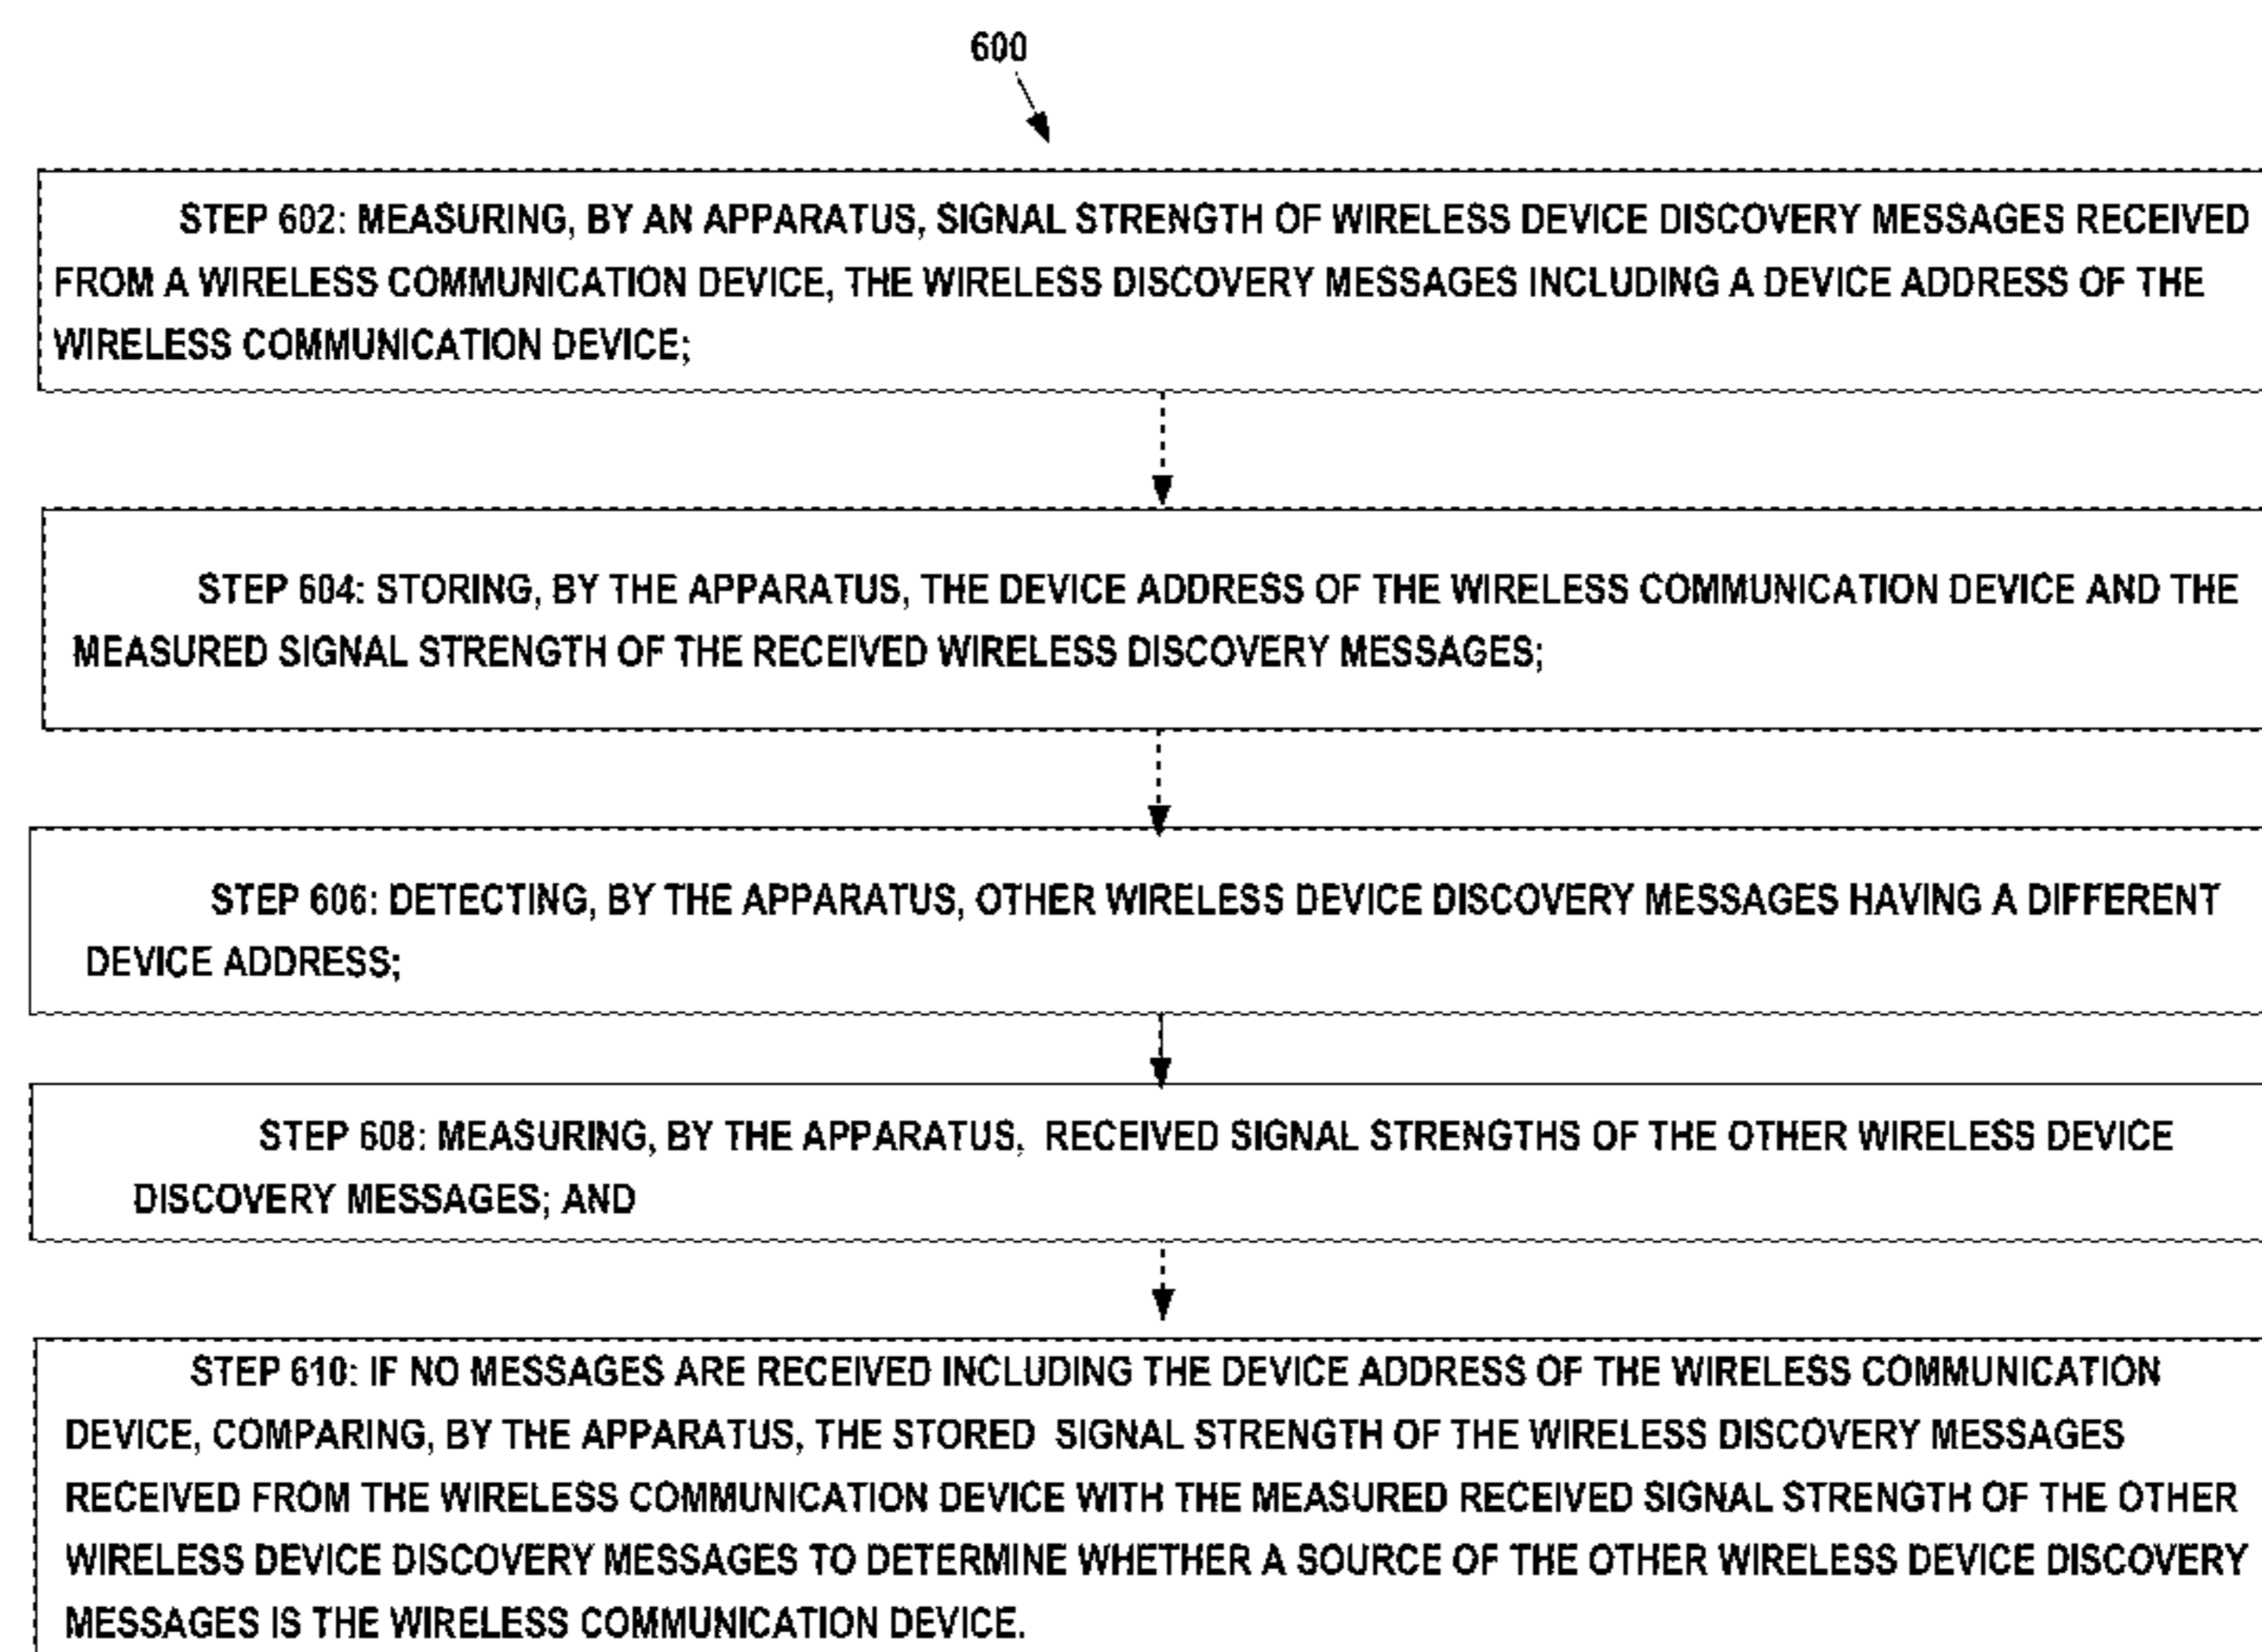 600
STEP 602: MEASURING, BY AN APPARATUS, SIGNAL STRENGTH OF WIRELESS DEVICE DISCOVERY MESSAGES RECEIVED
FROM A WIRELESS COMMUNICATION DEVICE, THE WIRELESS DISCOVERY MESSAGES INCLUDING A DEVICE ADDRESS OF THE
WIRELESS COMMUNICATION DEVICE;
STEP 604: STORING, BY THE APPARATUS, THE DEVICE ADDRESS OF THE WIRELESS COMMUNICATION DEVICE AND THE
MEASURED SIGNAL STRENGTH OF THE RECEIVED WIRELESS DISCOVERY MESSAGES;
STEP 606: DETECTING, BY THE APPARATUS, OTHER WIRELESS DEVICE DISCOVERY MESSAGES HAVING A DIFFERENT
DEVICE ADDRESS;
STEP 608: MEASURING, BY THE APPARATUS, RECEIVED SIGNAL STRENGTHS OF THE OTHER WIRELESS DEVICE
DISCOVERY MESSAGES; AND
STEP 610: IF NO MESSAGES ARE RECEIVED INCLUDING THE DEVICE ADDRESS OF THE WIRELESS COMMUNICATION
DEVICE, COMPARING, BY THE APPARATUS, THE STORED SIGNAL STRENGTH OF THE WIRELESS DISCOVERY MESSAGES
RECEIVED FROM THE WIRELESS COMMUNICATION DEVICE WITH THE MEASURED RECEIVED SIGNAL STRENGTH OF THE OTHER
WIRELESS DEVICE DISCOVERY MESSAGES TO DETERMINE WHETHER A SOURCE OF THE OTHER WIRELESS DEVICE DISCOVERY
MESSAGES IS THE WIRELESS COMMUNICATION DEVICE.